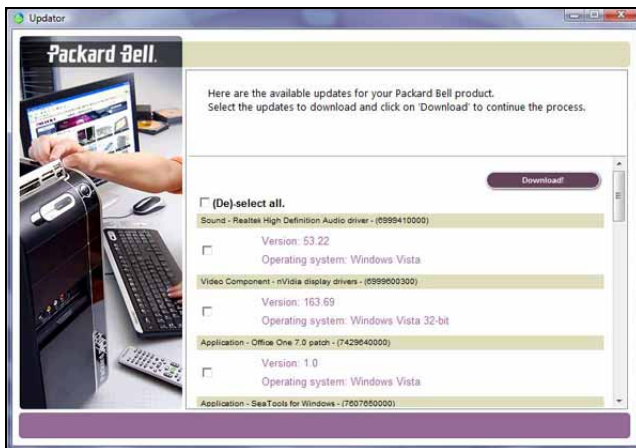 Updator
Packard Bell.
Here are the available updates for your Packard Bell product.
Select the updates to download and click on 'Download' to continue the process.
Download!
(De)-select all.
Sound - Realtek High Definition Audio driver - (6999410000)
Version: 53.22
Operating system: Windows Vista
Video Component - nVidia display drivers - (6999600300)
Version: 163.69
Operating system: Windows Vista 32-bit
Application - Office One 7.0 patch - (7429640000)
Version: 1.0
Operating system: Windows Vista
Application - SeaTools for Windows - (7607650000)